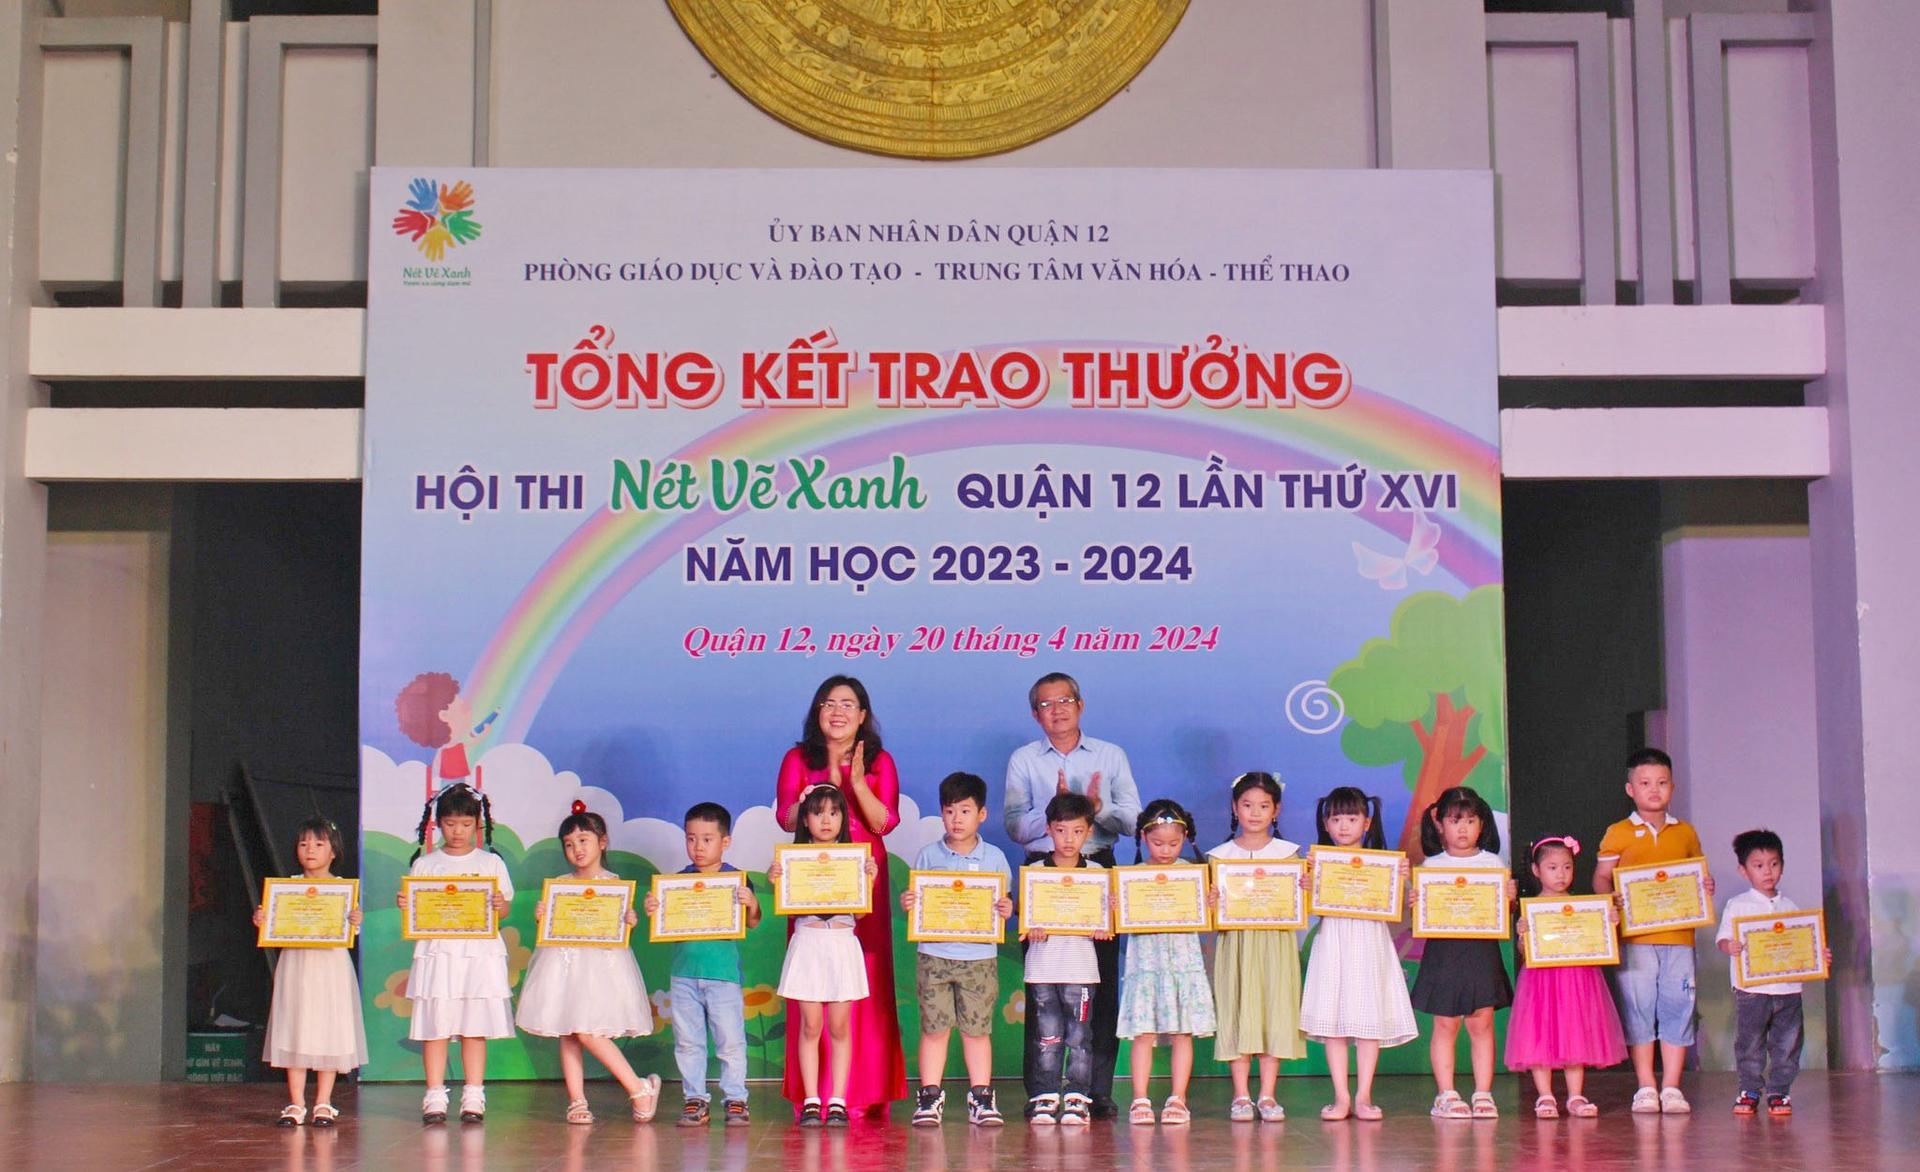 ỦY BAN NHÂN DÂN QUẬN 12
PHÒNG GIÁO DỤC VÀ ĐÀO TẠO - TRUNG TÂM VĂN HÓA - THỂ THAO
Nét Vẽ Xanh
TỔNG KẾT TRAO THƯỞNG
HỘI THI Nét Vẽ Xanh QUẬN 12 LẦN THỨ XVI
NĂM HỌC 2023 - 2024
Quận 12, ngày 20 tháng 4 năm 2024